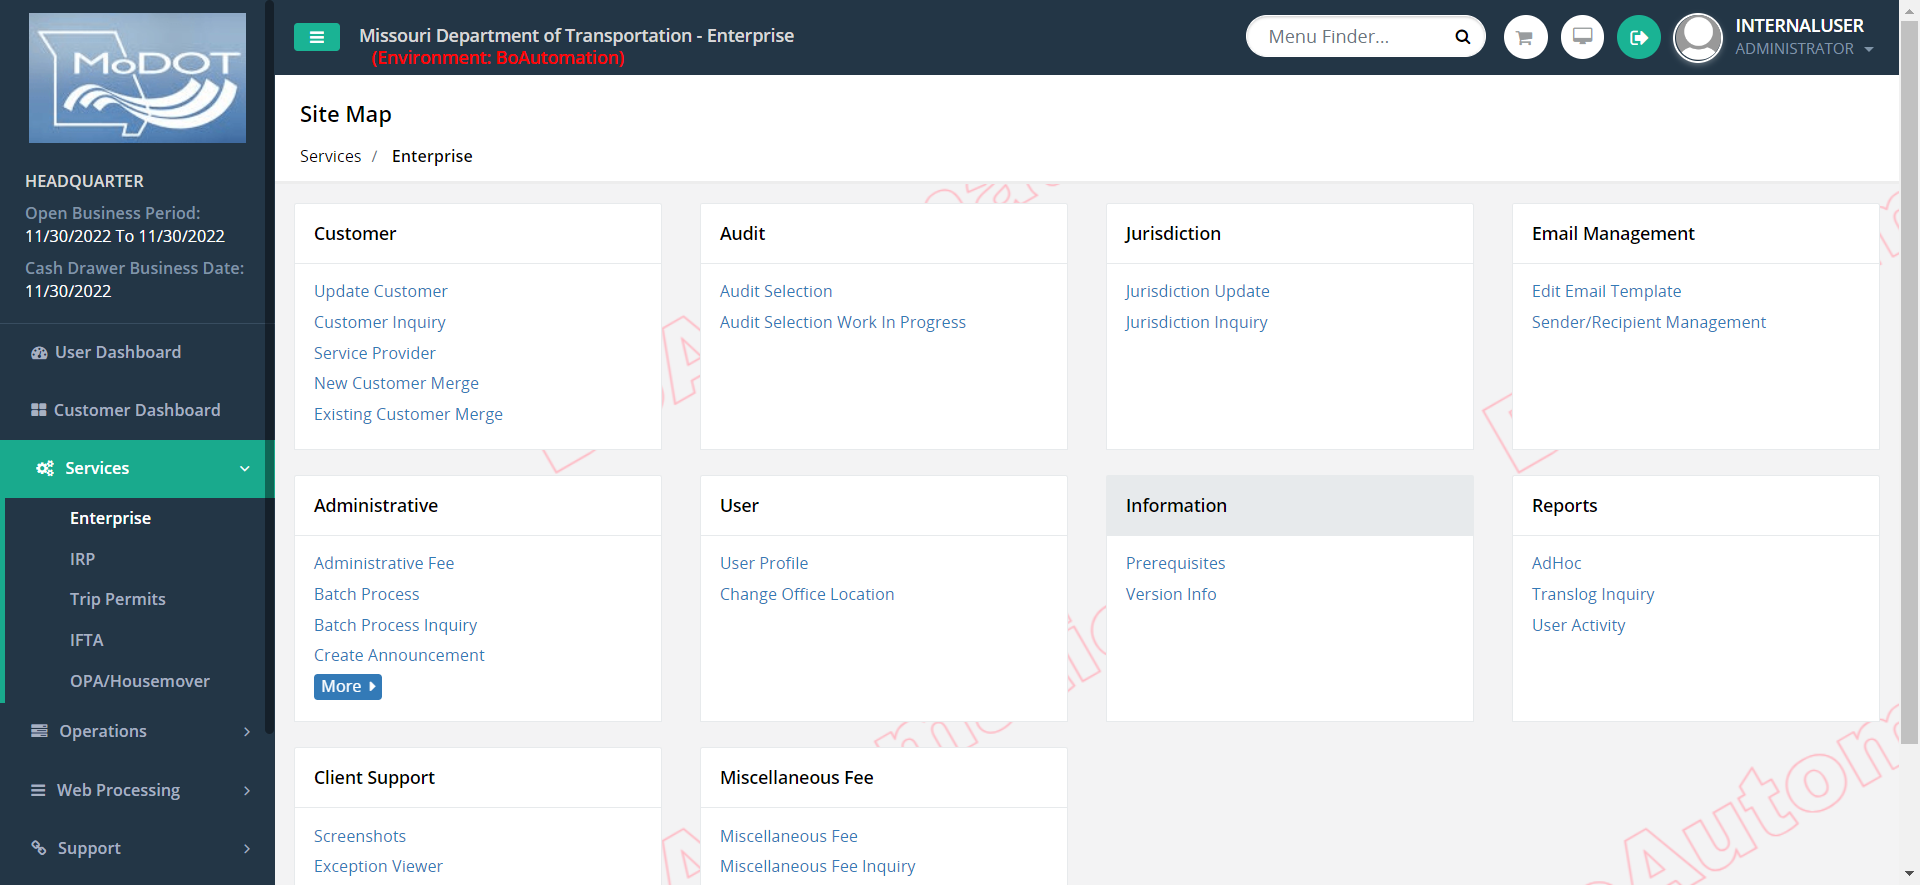 MoDOT
Missouri Department of Transportation - Enterprise
(Environment: BoAutomation)
Menu Finder...
INTERNALUSER
ADMINISTRATOR
HEADQUARTER
Open Business Period:
11/30/2022 To 11/30/2022
Cash Drawer Business Date:
11/30/2022
User Dashboard
Customer Dashboard
Services
Enterprise
IRP
Trip Permits
IFTA
OPA/Housemover
Operations
Web Processing
Support
Site Map
Services / Enterprise
Customer
Update Customer
Customer Inquiry
Service Provider
New Customer Merge
Existing Customer Merge
Audit
Audit Selection
Audit Selection Work In Progress
Jurisdiction
Jurisdiction Update
Jurisdiction Inquiry
Email Management
Edit Email Template
Sender/Recipient Management
Administrative
Administrative Fee
Batch Process
Batch Process Inquiry
Create Announcement
More
User
User Profile
Change Office Location
Information
Prerequisites
Version Info
Reports
AdHoc
Translog Inquiry
User Activity
Client Support
Screenshots
Exception Viewer
Miscellaneous Fee
Miscellaneous Fee
Miscellaneous Fee Inquiry